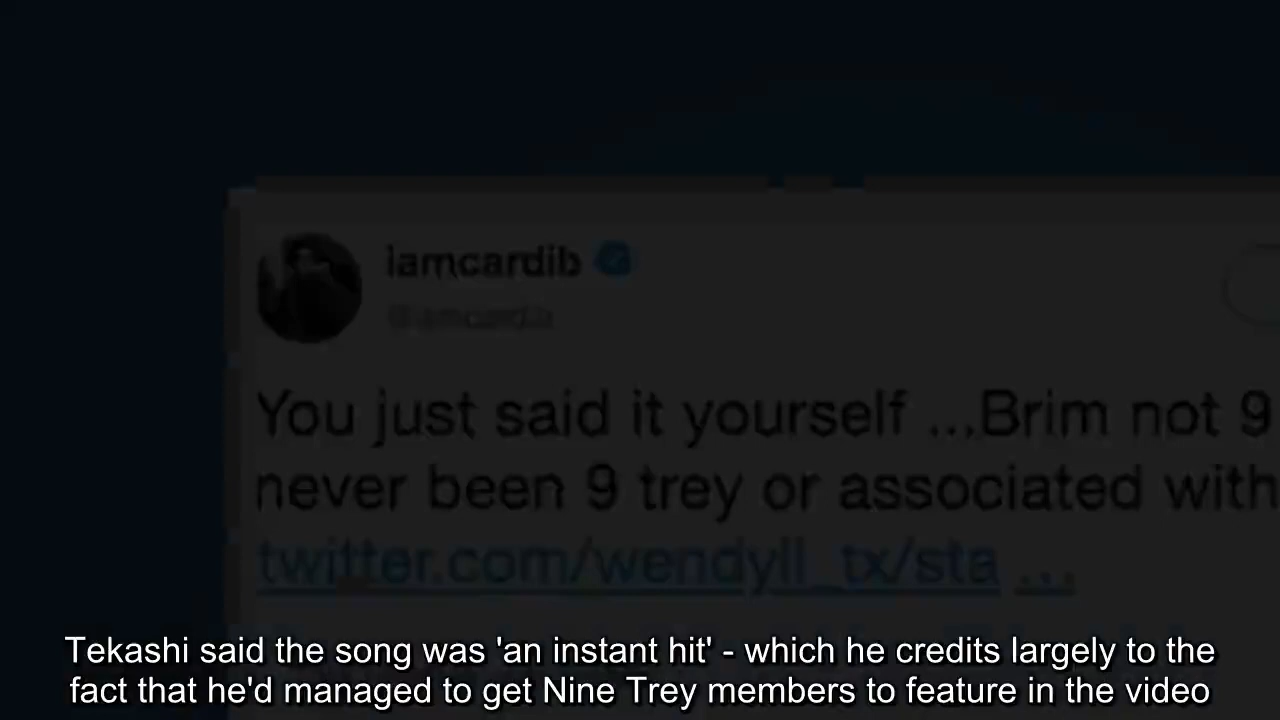 iamcardib
@iamcardib
You just said it yourself ...Brim not 9
never been 9 trey or associated with
twitter.com/wendyll_tx/sta ...
Tekashi said the song was 'an instant hit' - which he credits largely to the
fact that he'd managed to get Nine Trey members to feature in the video